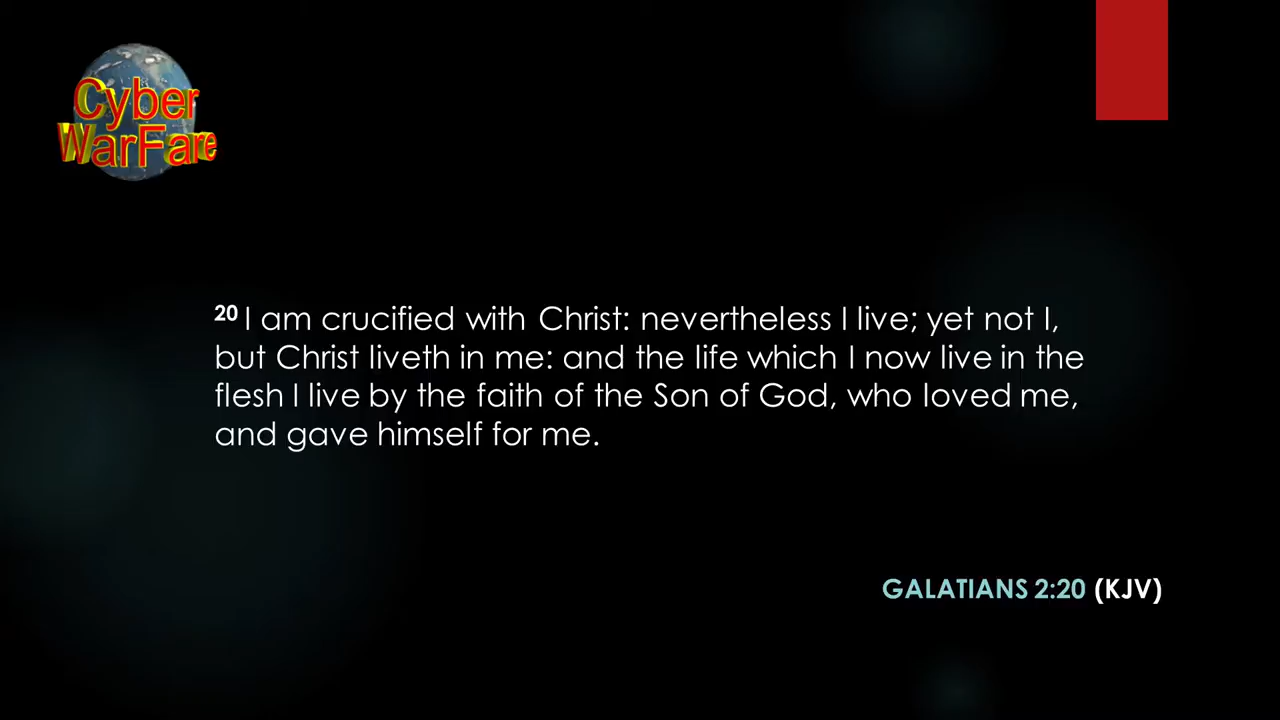 Cyber
WarFare
20 I am crucified with Christ: nevertheless I live; yet not I,
but Christ liveth in me: and the life which I now live in the
flesh I live by the faith of the Son of God, who loved me,
and gave himself for me.
GALATIANS 2:20 (KJV)